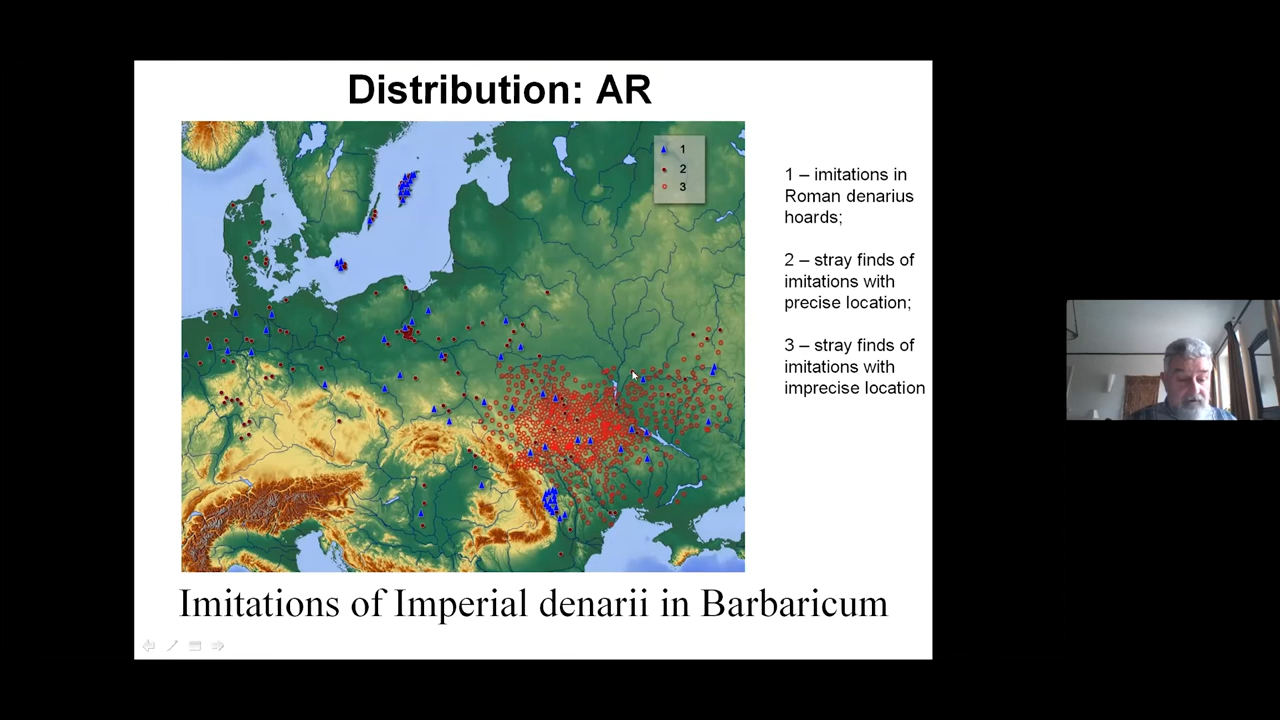 Distribution: AR
1
2
3
1 – imitations in
Roman denarius
hoards;
2 – stray finds of
imitations with
precise location;
3 – stray finds of
imitations with
imprecise location
Imitations of Imperial denarii in Barbaricum